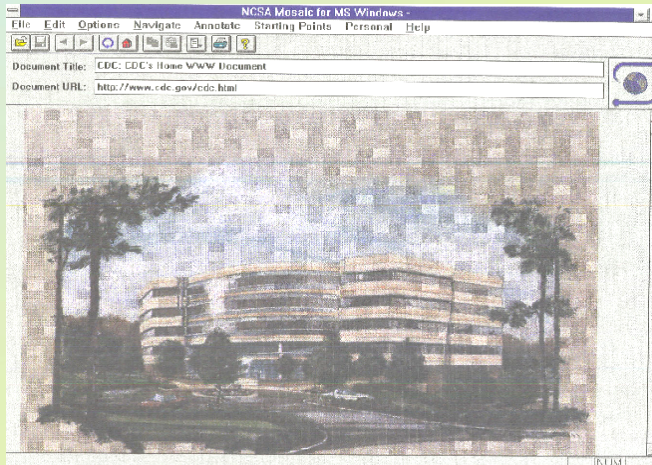 NCSA Mosaic for MS Windows -
File Edit Options Navigate Annotate Starting Points Personal Help
Document Title: CDC: CDC's Home WWW Document
Document URL: http://www.cdc.gov/cdc.html
NUM